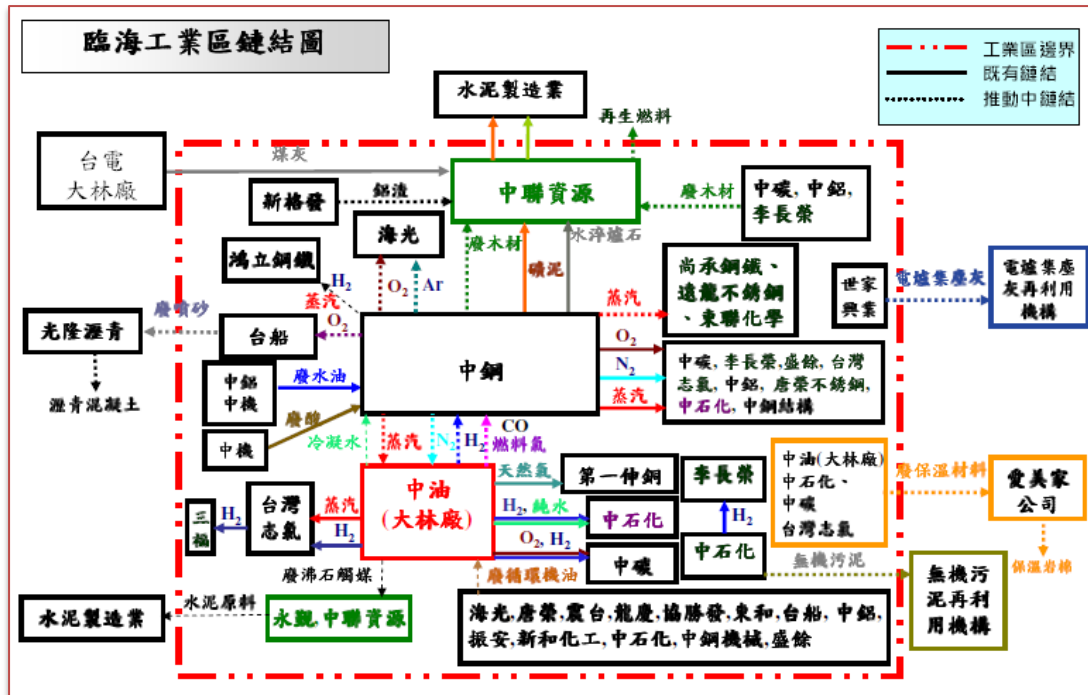 臨海工業區鏈結圖
工業區邊界
既有鏈結
推動中鏈結
水泥製造業
再生燃料
台電
大林廠
煤灰
新格發
鋁渣
中聯資源
廢木材
中碳, 中鋁,
李長榮
海光
廢木材
礦泥
水淬爐石
鴻立鋼鐵
H₂
O₂
Ar
尚承鋼鐵、
遠龍不銹鋼
、東聯化學
蒸汽
世家
興業
電爐集塵灰
電爐集塵
灰再利用
機構
廢噴砂
光隆瀝青
台船
蒸汽
O₂
中鋼
O₂
N₂
蒸汽
中碳, 李長榮,盛餘, 台灣
志氣, 中鋁, 唐榮不銹鋼,
中石化, 中鋼結構
瀝青混凝土
中鋁
中機
廢水油
中機
廢酸
冷凝水
蒸汽
N₂
H₂
CO
燃料氣
中油
(大林廠)
天然氣
第一伸銅
李長榮
中油(大林廠)
中石化、
中碳
台灣志氣
廢保溫材料
愛美家
公司
三福
H₂
台灣
志氣
蒸汽
H₂
H₂, 純水
中石化
H₂
O₂, H₂
中碳
中石化
無機污泥
保溫岩棉
廢沸石觸媒
廢循環機油
無機污
泥再利
用機構
水泥製造業
水泥原料
永觀,中聯資源
海光,唐榮,震台,龍慶,協勝發,東和,台船,中鋁,
振安,新和化工,中石化,中鋼機械,盛餘